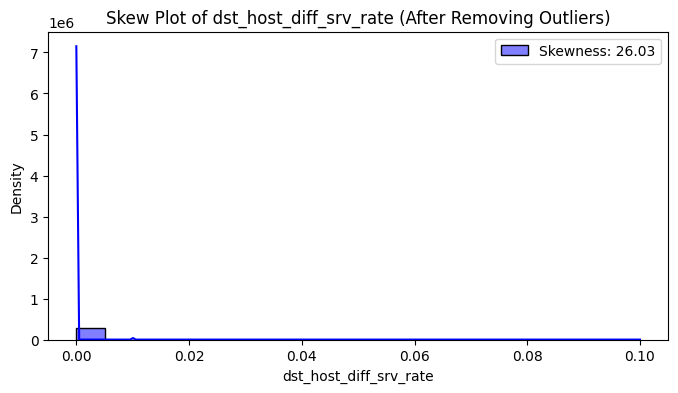 Skew Plot of dst_host_diff_srv_rate (After Removing Outliers)
1e6
Skewness: 26.03
7
6
5
4
3
2
1
0
Density
0.00 0.02 0.04 0.06 0.08 0.10
dst_host_diff_srv_rate